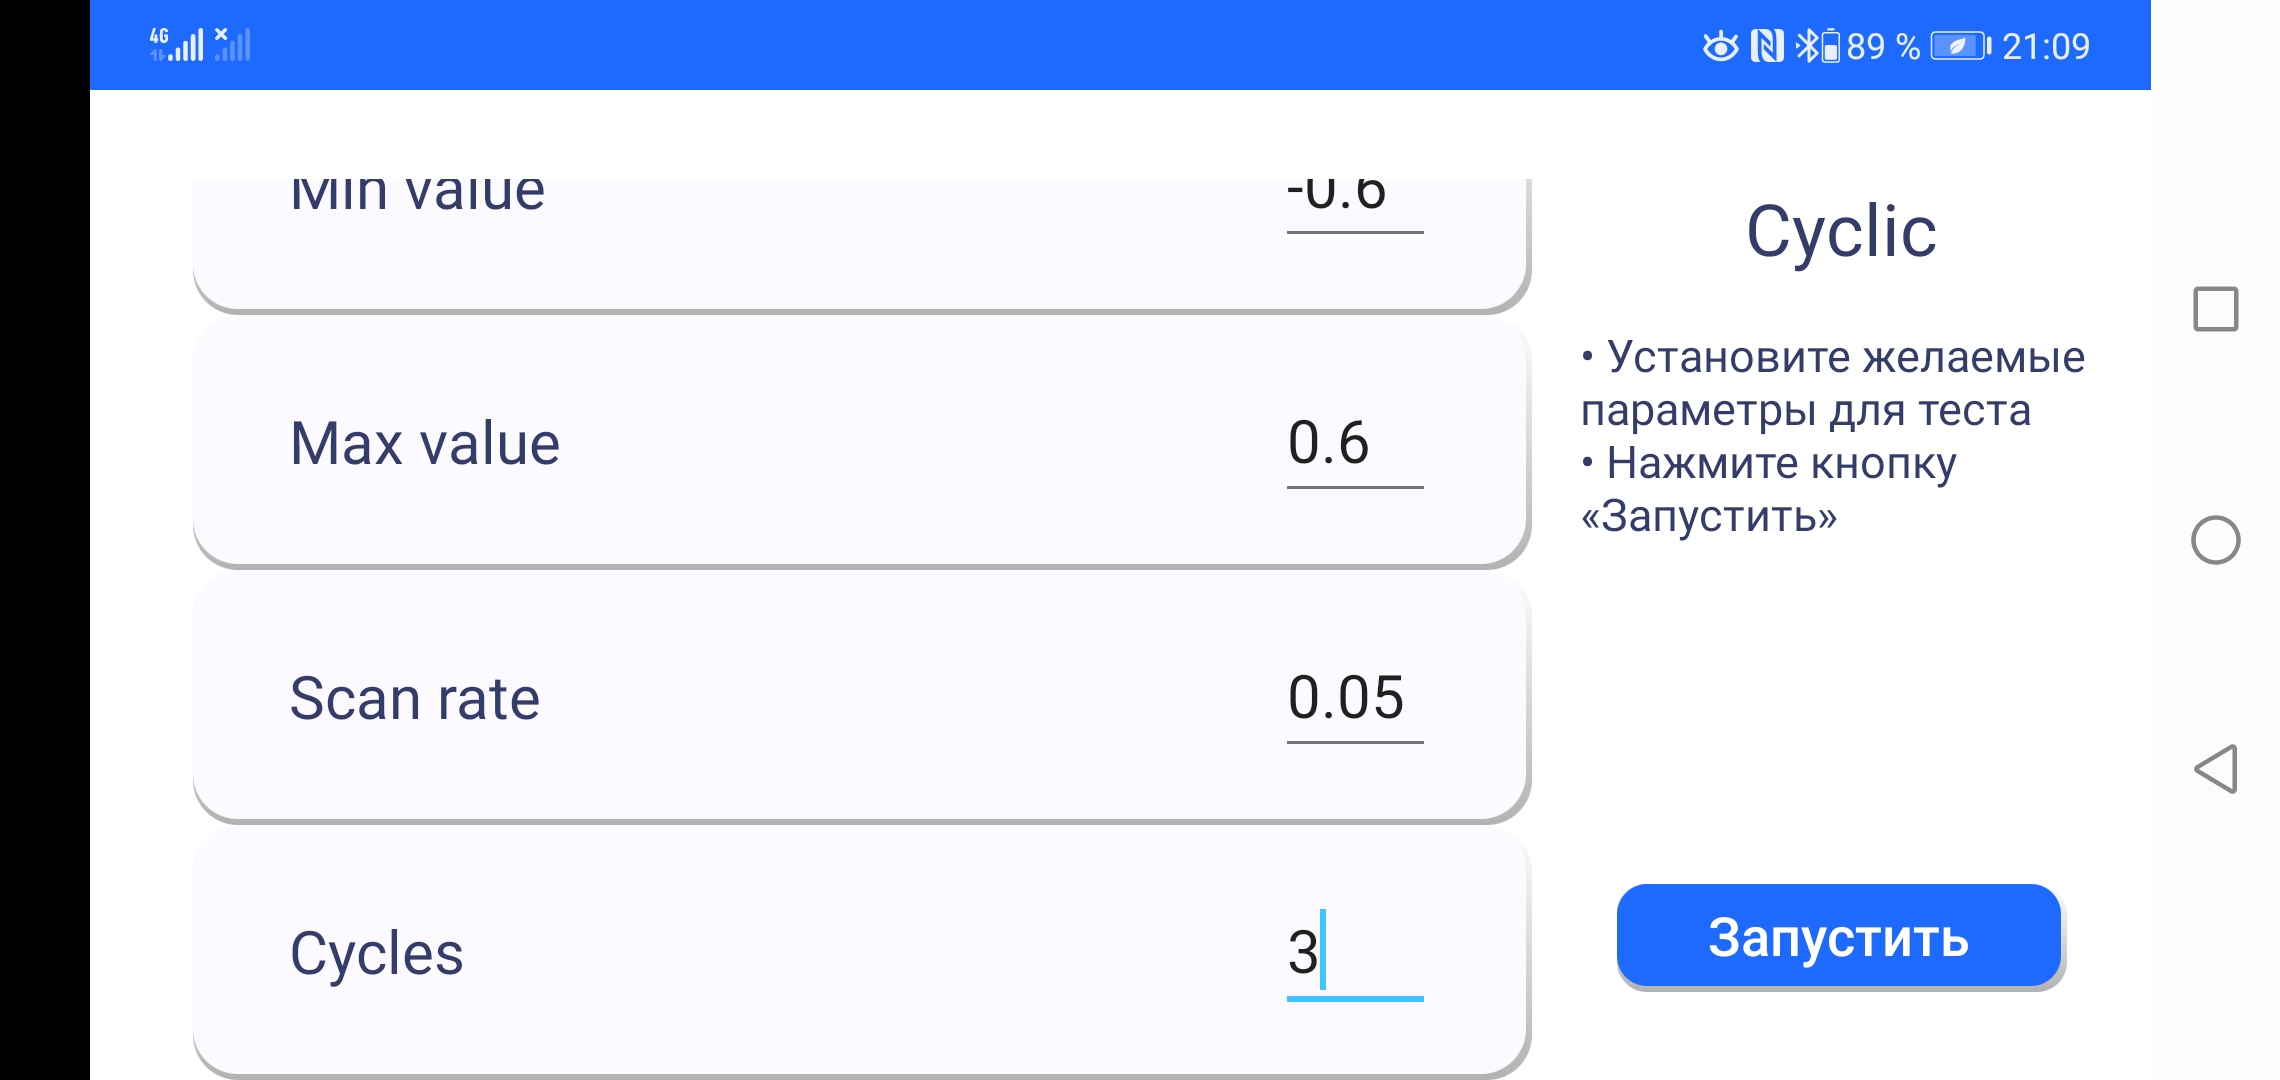 4G
89 %
21:09
Min value
-0.6
Max value
0.6
Scan rate
0.05
Cycles
3
Cyclic
• Установите желаемые
параметры для теста
• Нажмите кнопку
«Запустить»
Запустить